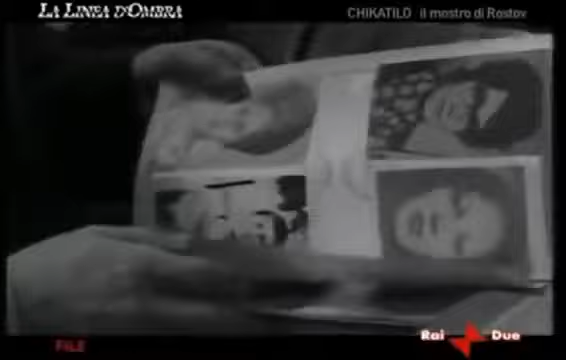 LA LINEA D'OMBRA
CHIKATILO il mostro di Rostov
FILE
Rai Due